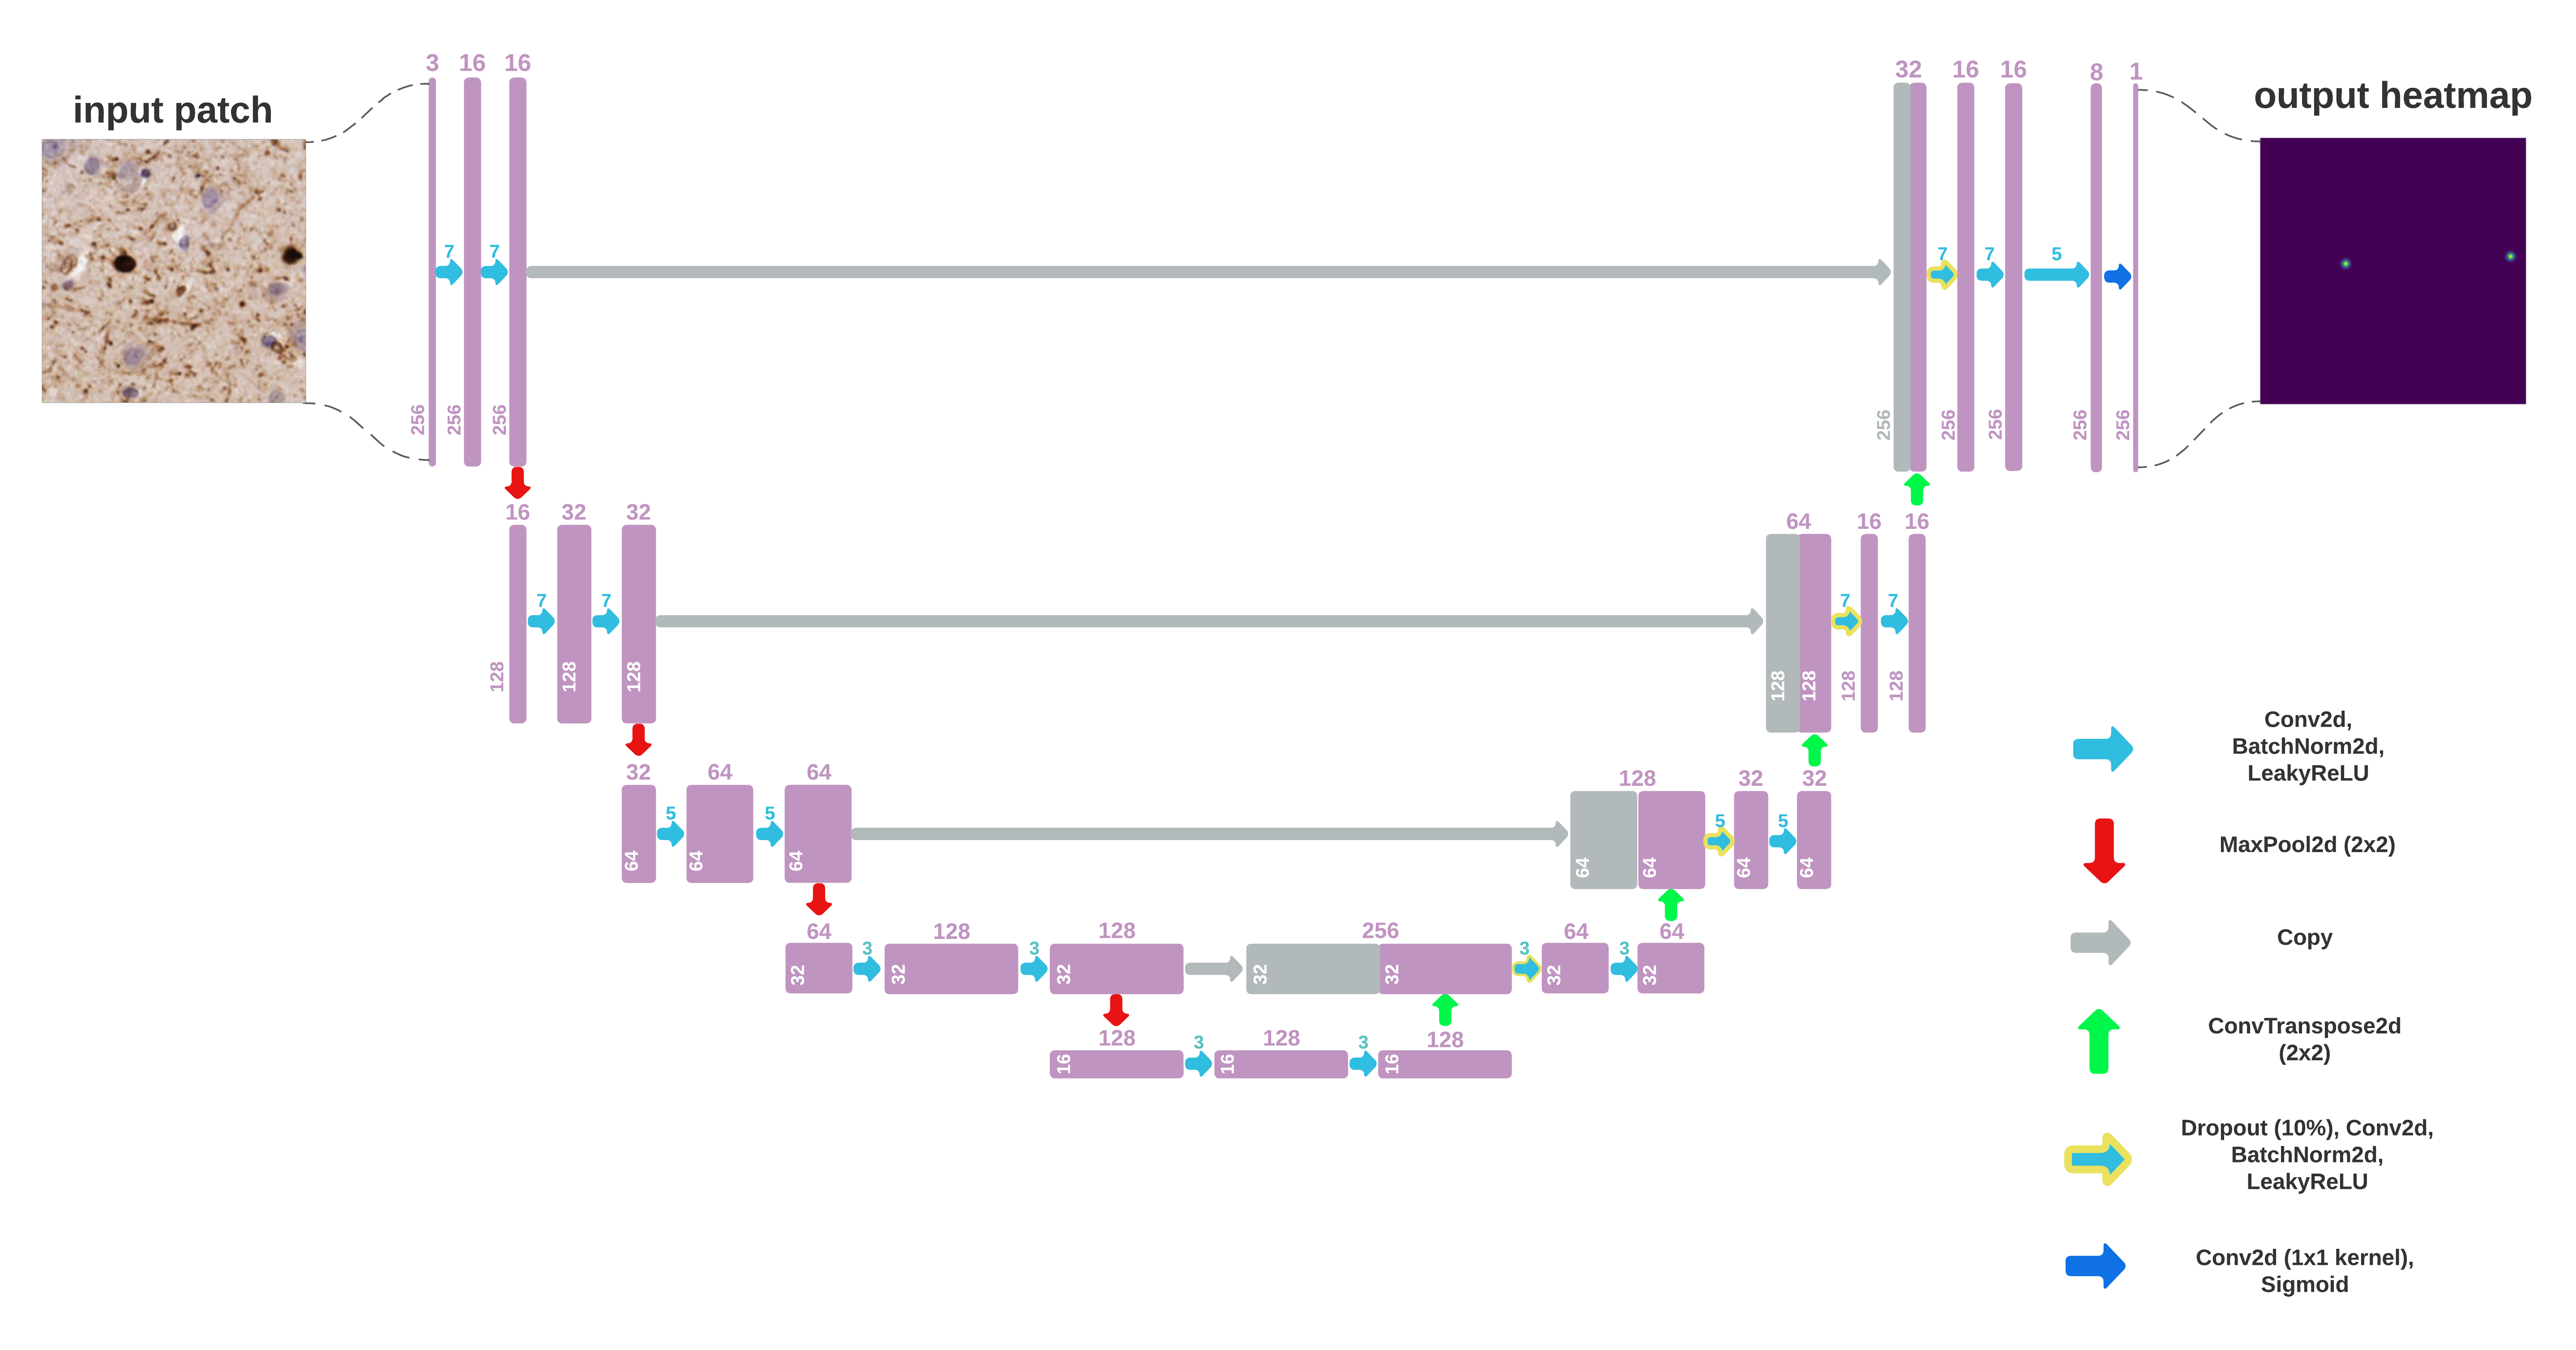 input patch
3 16 16
7 7
256 256 256
32 16 16 8 1
7 7 5
256 256 256 256 256
output heatmap
16 32 32
7 7
128 128 128
64 16 16
7 7
128 128 128 128
32 64 64
5 5
64 64 64
128 32 32
5 5
64 64 64 64
64 128 128
3 3
32 32 32
256 64 64
3 3
32 32 32 32
128 128 128
3 3
16 16 16
Conv2d,
BatchNorm2d,
LeakyReLU
MaxPool2d (2x2)
Copy
ConvTranspose2d
(2x2)
Dropout (10%), Conv2d,
BatchNorm2d,
LeakyReLU
Conv2d (1x1 kernel),
Sigmoid